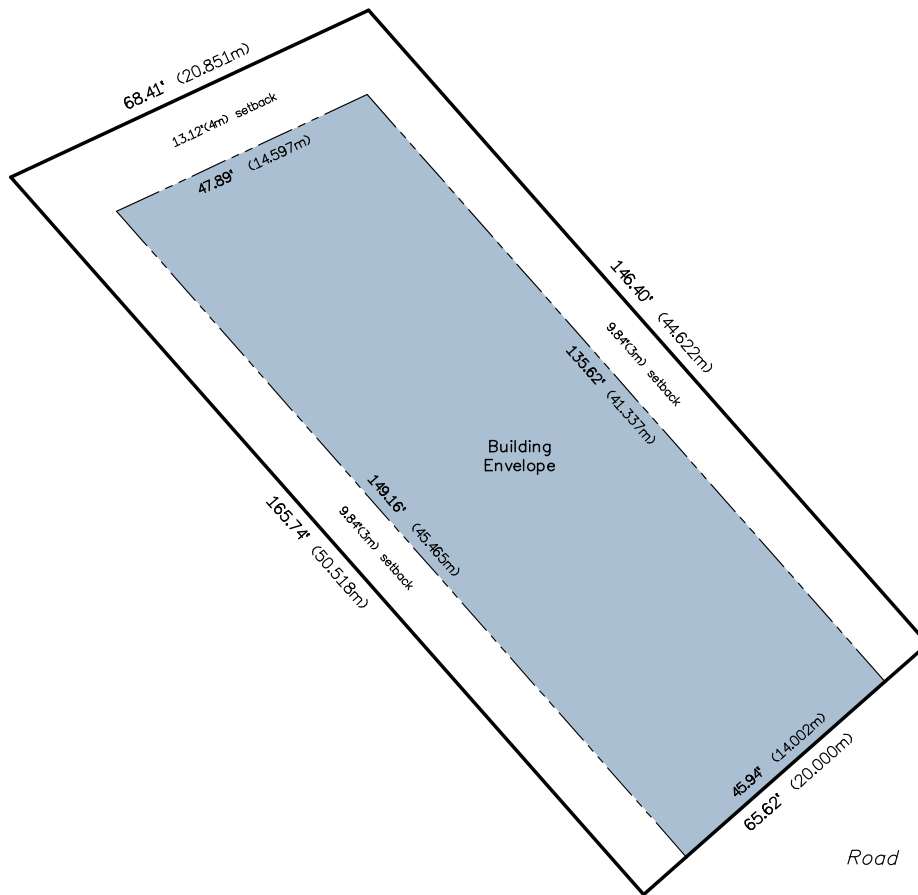 68.41' (20.851m)
13.12'(4m) setback
47.89' (14.597m)
146.40' (44.622m)
9.84'(3m) setback
135.62' (41.337m)
Building
Envelope
149.16' (45.465m)
9.84'(3m) setback
165.74' (50.518m)
45.94' (14.002m)
65.62' (20.000m)
Road